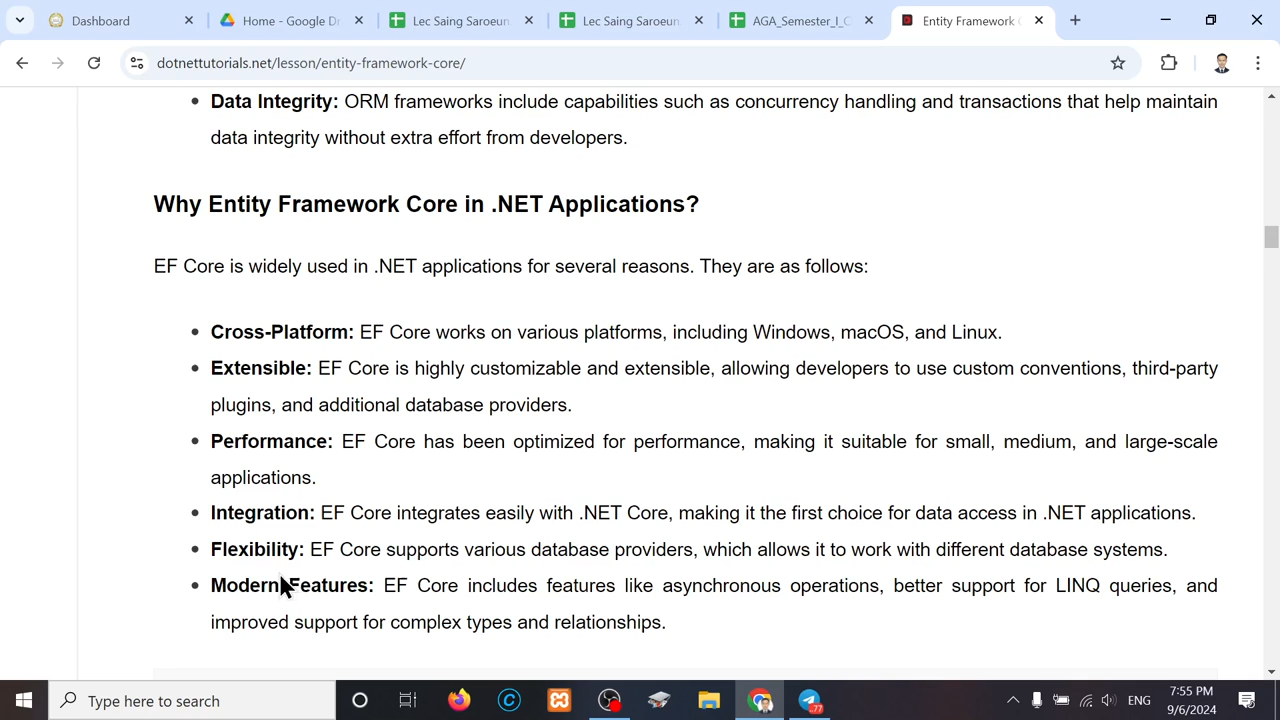 Dashboard
Home - Google Dr
Lec Saing Saroeun
Lec Saing Saroeun
AGA_Semester_I_C
Entity Framework C
dotnettutorials.net/lesson/entity-framework-core/
• Data Integrity: ORM frameworks include capabilities such as concurrency handling and transactions that help maintain
data integrity without extra effort from developers.
Why Entity Framework Core in .NET Applications?
EF Core is widely used in .NET applications for several reasons. They are as follows:
• Cross-Platform: EF Core works on various platforms, including Windows, macOS, and Linux.
• Extensible: EF Core is highly customizable and extensible, allowing developers to use custom conventions, third-party
plugins, and additional database providers.
• Performance: EF Core has been optimized for performance, making it suitable for small, medium, and large-scale
applications.
• Integration: EF Core integrates easily with .NET Core, making it the first choice for data access in .NET applications.
• Flexibility: EF Core supports various database providers, which allows it to work with different database systems.
• Modern Features: EF Core includes features like asynchronous operations, better support for LINQ queries, and
improved support for complex types and relationships.
Type here to search
77
ENG
7:55 PM
9/6/2024